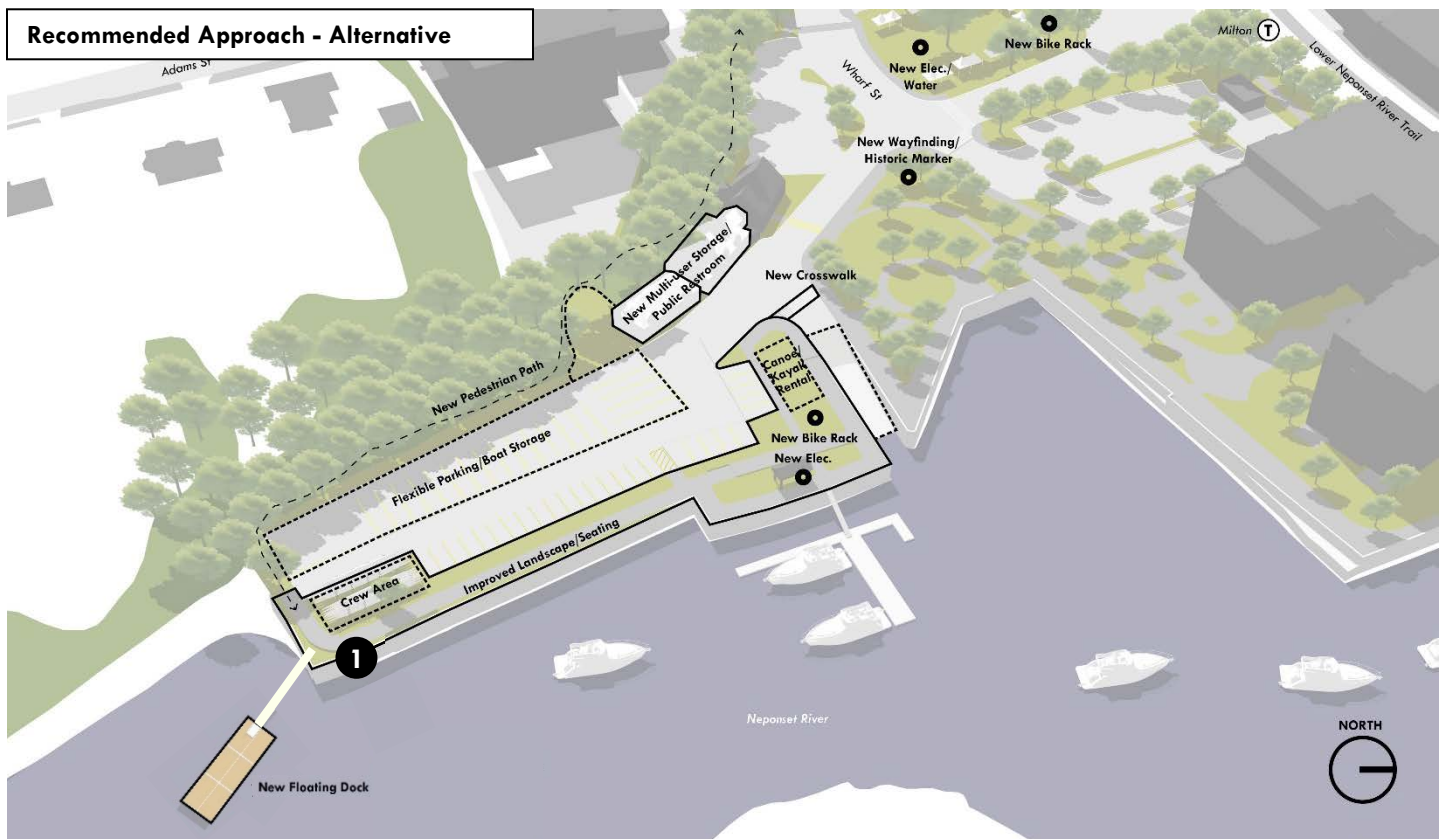 Recommended Approach - Alternative
Adams St
New Elec./
Water
New Bike Rack
Milton T
Lower Neponset River Trail
Wharf St
New Wayfinding/
Historic Marker
New Multi-user Storage/
Public Restroom
New Crosswalk
Canoe/
Kayak
Rental
New Pedestrian Path
Flexible Parking/Boat Storage
New Bike Rack
New Elec.
Improved Landscape/Seating
Crew Area
1
Neponset River
New Floating Dock
NORTH